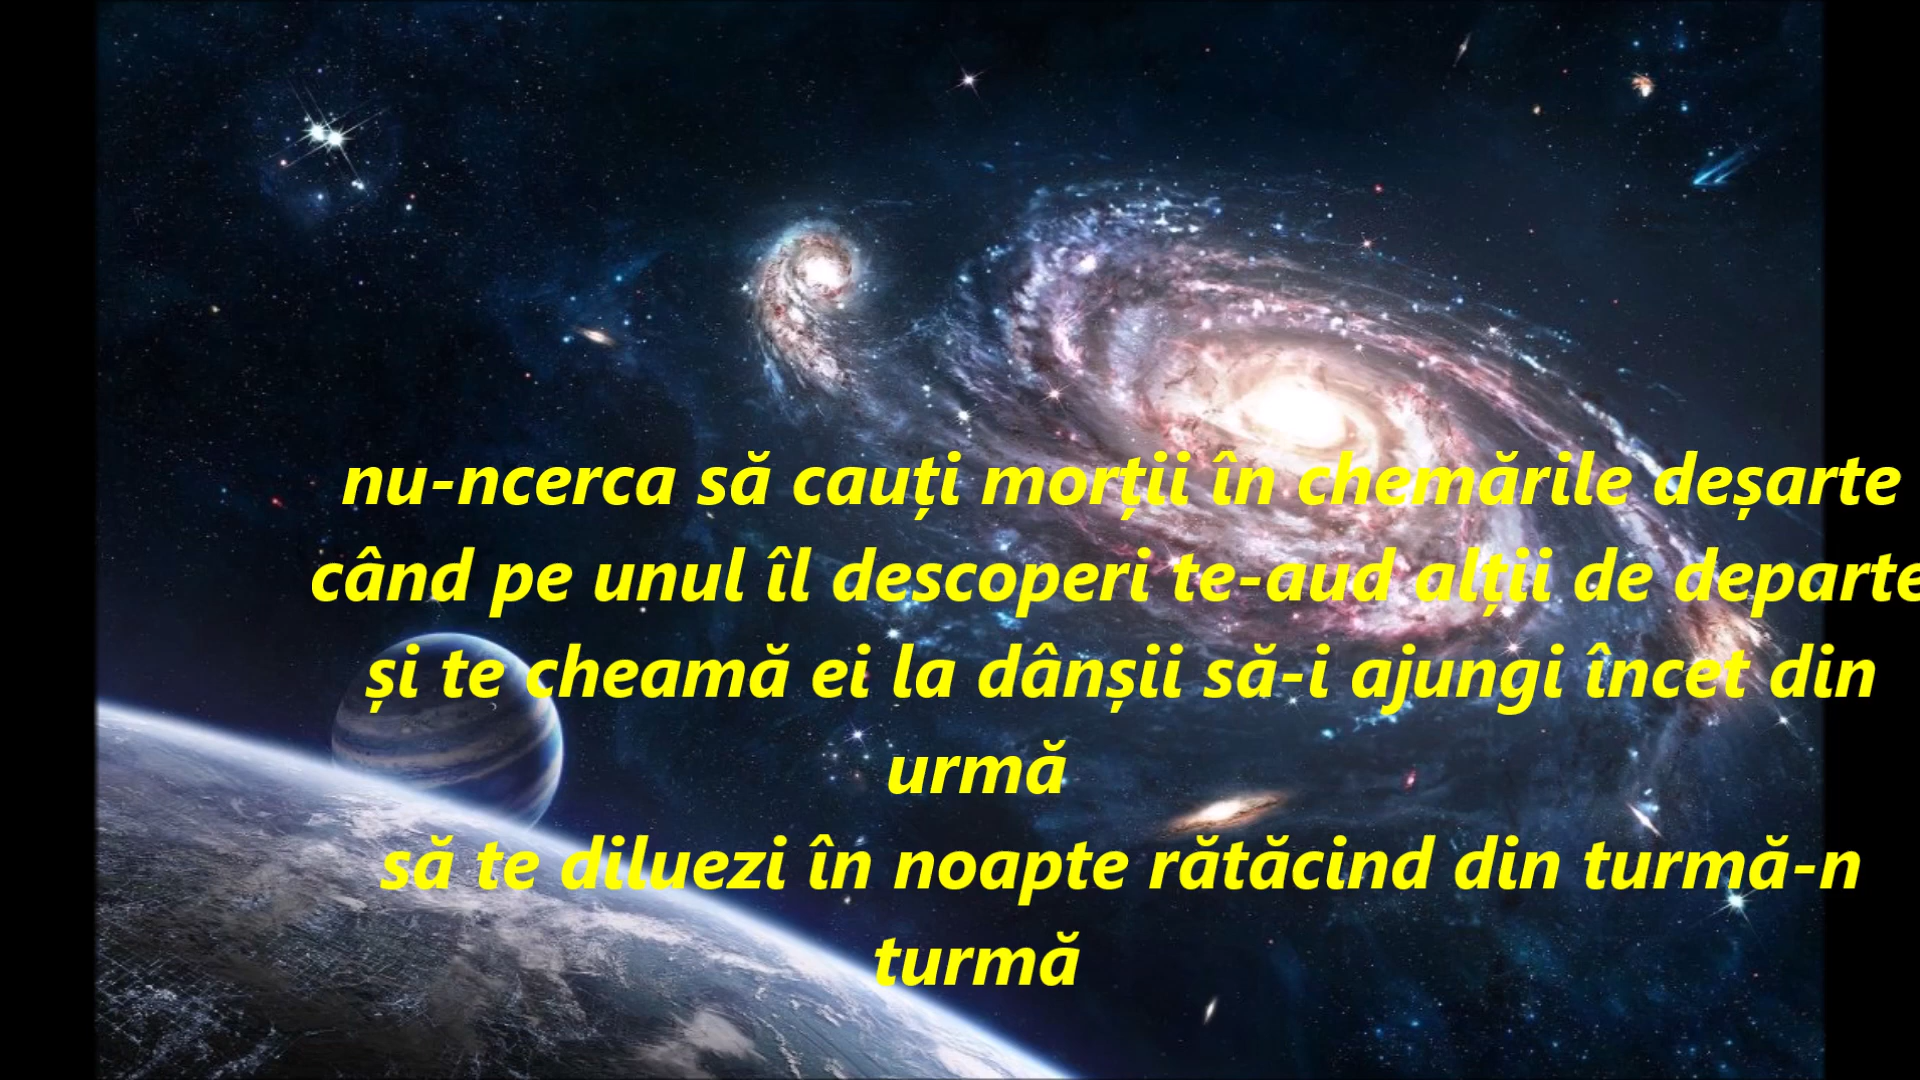 nu-ncerca să cauți morții în chemările deșarte
când pe unul îl descoperi te-aud alții de departe
și te cheamă ei la dânșii să-i ajungi încet din
urmă
să te diluezi în noapte rătăcind din turmă-n
turmă